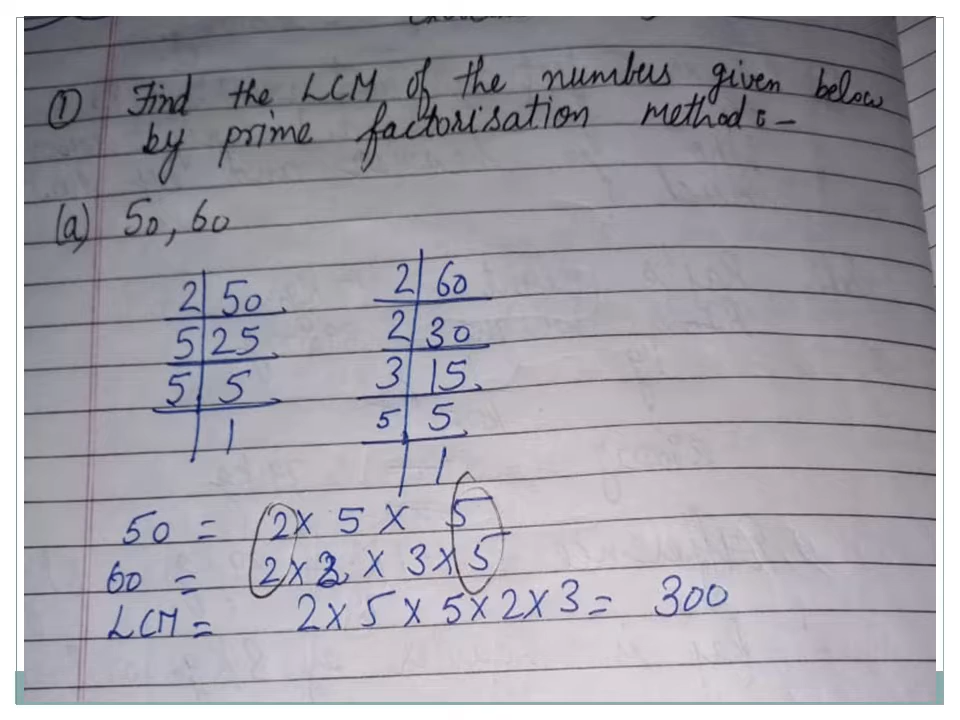 ① Find the LCM of the numbers given below
by prime factorisation method :-
(a) 50, 60
2 | 50
5 | 25
5 | 5
| 1
2 | 60
2 | 30
3 | 15
5 | 5
| 1
50 = 2 × 5 × 5
60 = 2 × 2 × 3 × 5
LCM = 2 × 5 × 5 × 2 × 3 = 300